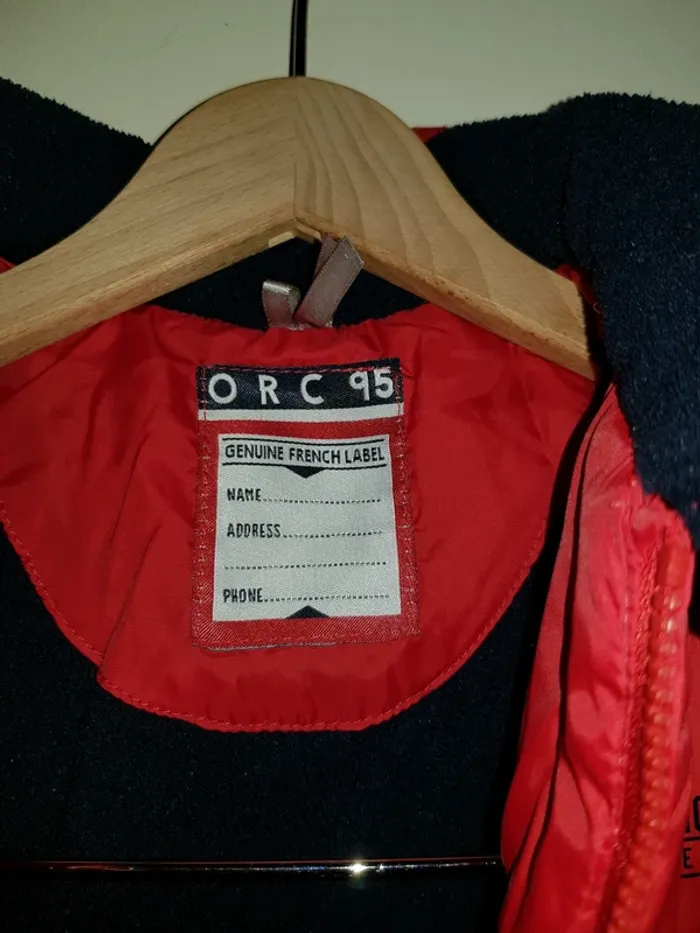 ORC 95
GENUINE FRENCH LABEL
NAME
ADDRESS
PHONE